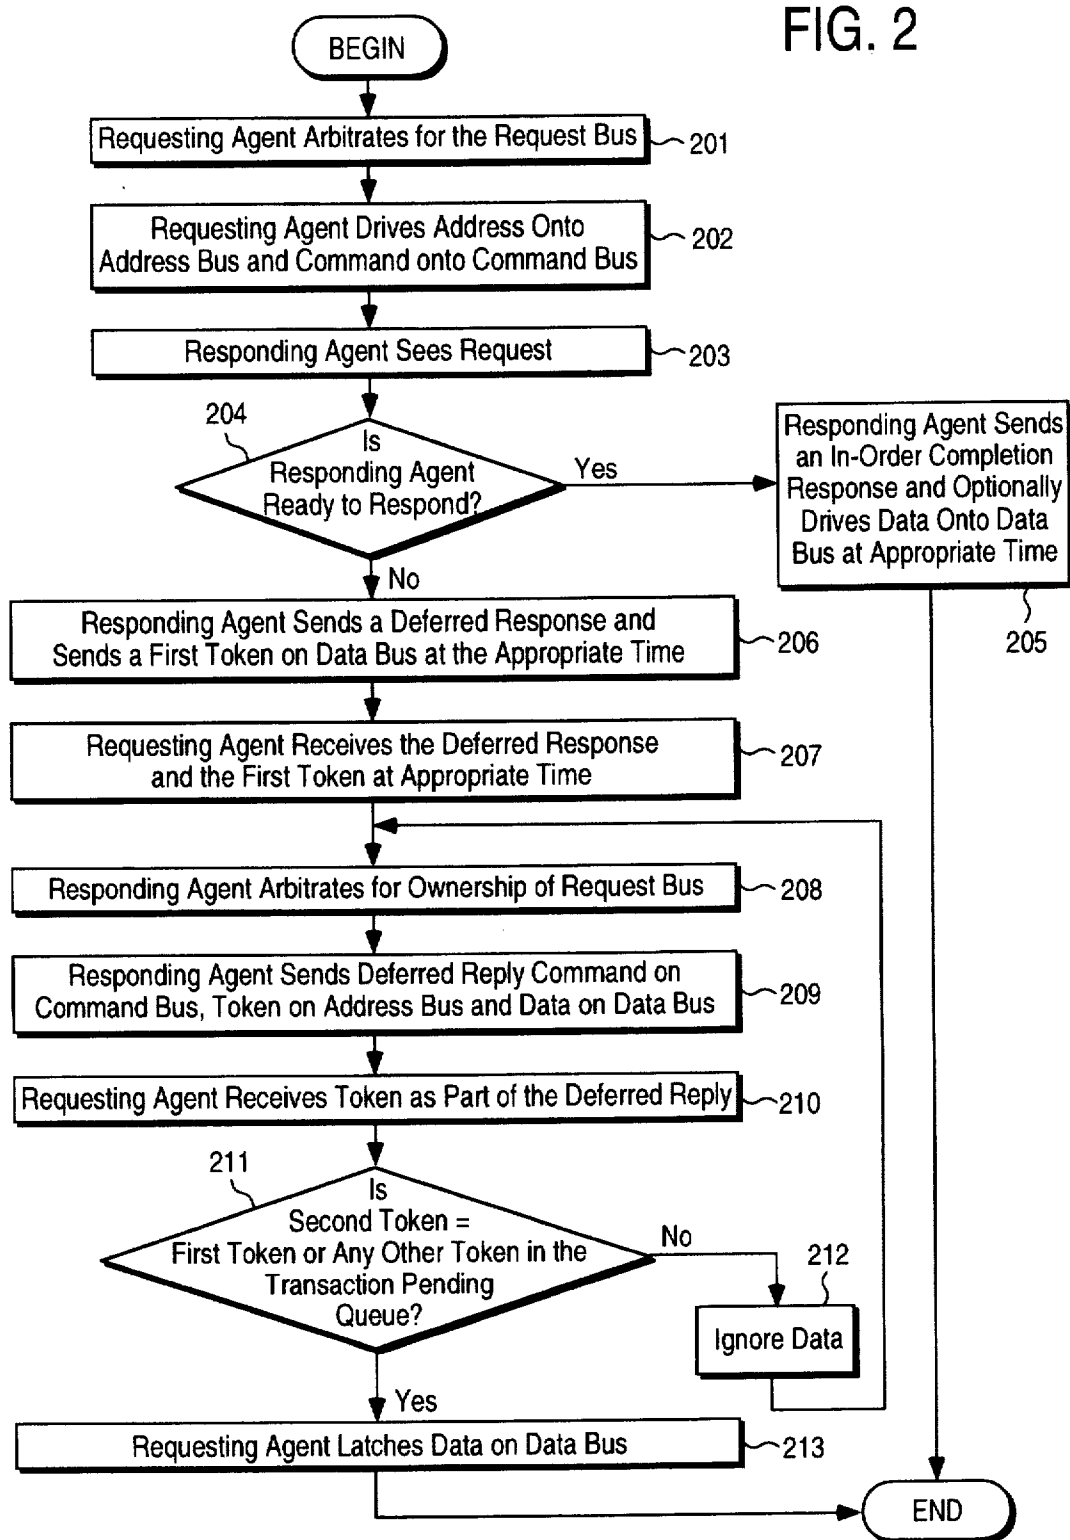 FIG. 2
BEGIN
Requesting Agent Arbitrates for the Request Bus
201
Requesting Agent Drives Address Onto
Address Bus and Command onto Command Bus
202
Responding Agent Sees Request
203
204
Is
Responding Agent
Ready to Respond?
Yes
Responding Agent Sends
an In-Order Completion
Response and Optionally
Drives Data Onto Data
Bus at Appropriate Time
205
No
Responding Agent Sends a Deferred Response and
Sends a First Token on Data Bus at the Appropriate Time
206
Requesting Agent Receives the Deferred Response
and the First Token at Appropriate Time
207
Responding Agent Arbitrates for Ownership of Request Bus
208
Responding Agent Sends Deferred Reply Command on
Command Bus, Token on Address Bus and Data on Data Bus
209
Requesting Agent Receives Token as Part of the Deferred Reply
210
211
Is
Second Token =
First Token or Any Other Token in the
Transaction Pending
Queue?
No
212
Ignore Data
Yes
Requesting Agent Latches Data on Data Bus
213
END